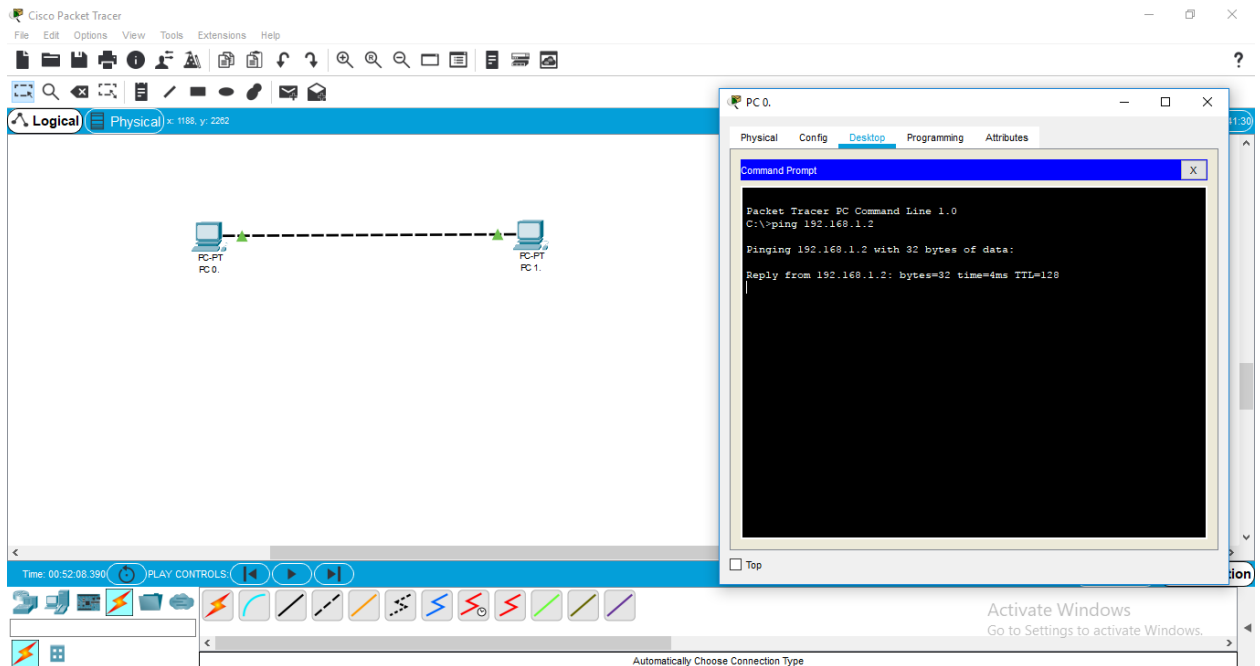 Cisco Packet Tracer
File Edit Options View Tools Extensions Help
?
Logical Physical x: 1188, y: 2262
41:30
PC-PT
PC 0.
PC-PT
PC 1.
PC 0.
Physical Config Desktop Programming Attributes
Command Prompt X
Packet Tracer PC Command Line 1.0
C:\>ping 192.168.1.2
Pinging 192.168.1.2 with 32 bytes of data:
Reply from 192.168.1.2: bytes=32 time=4ms TTL=128
Top
Time: 00:52:08.390 PLAY CONTROLS:
tion
Activate Windows
Go to Settings to activate Windows.
Automatically Choose Connection Type